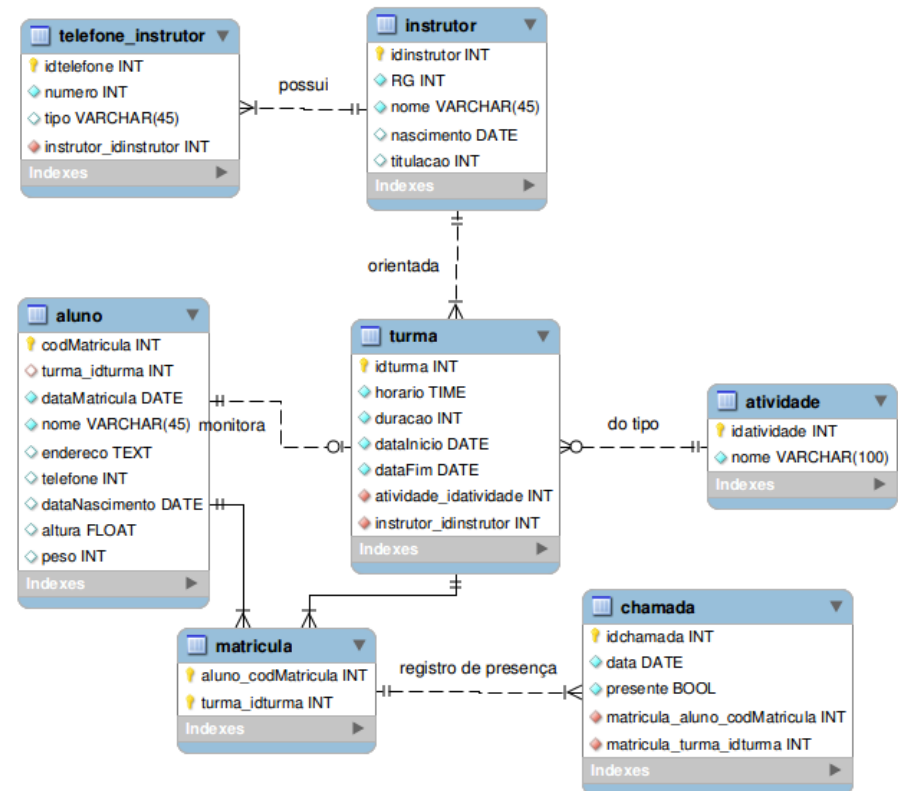 telefone_instrutor
idtelefone INT
numero INT
tipo VARCHAR(45)
instrutor_idinstrutor INT
Indexes
possui
instrutor
idinstrutor INT
RG INT
nome VARCHAR(45)
nascimento DATE
titulacao INT
Indexes
orientada
aluno
codMatricula INT
turma_idturma INT
dataMatricula DATE
nome VARCHAR(45)
endereco TEXT
telefone INT
dataNascimento DATE
altura FLOAT
peso INT
Indexes
monitora
turma
idturma INT
horario TIME
duracao INT
dataInicio DATE
dataFim DATE
atividade_idatividade INT
instrutor_idinstrutor INT
Indexes
do tipo
atividade
idatividade INT
nome VARCHAR(100)
Indexes
matricula
aluno_codMatricula INT
turma_idturma INT
Indexes
registro de presença
chamada
idchamada INT
data DATE
presente BOOL
matricula_aluno_codMatricula INT
matricula_turma_idturma INT
Indexes